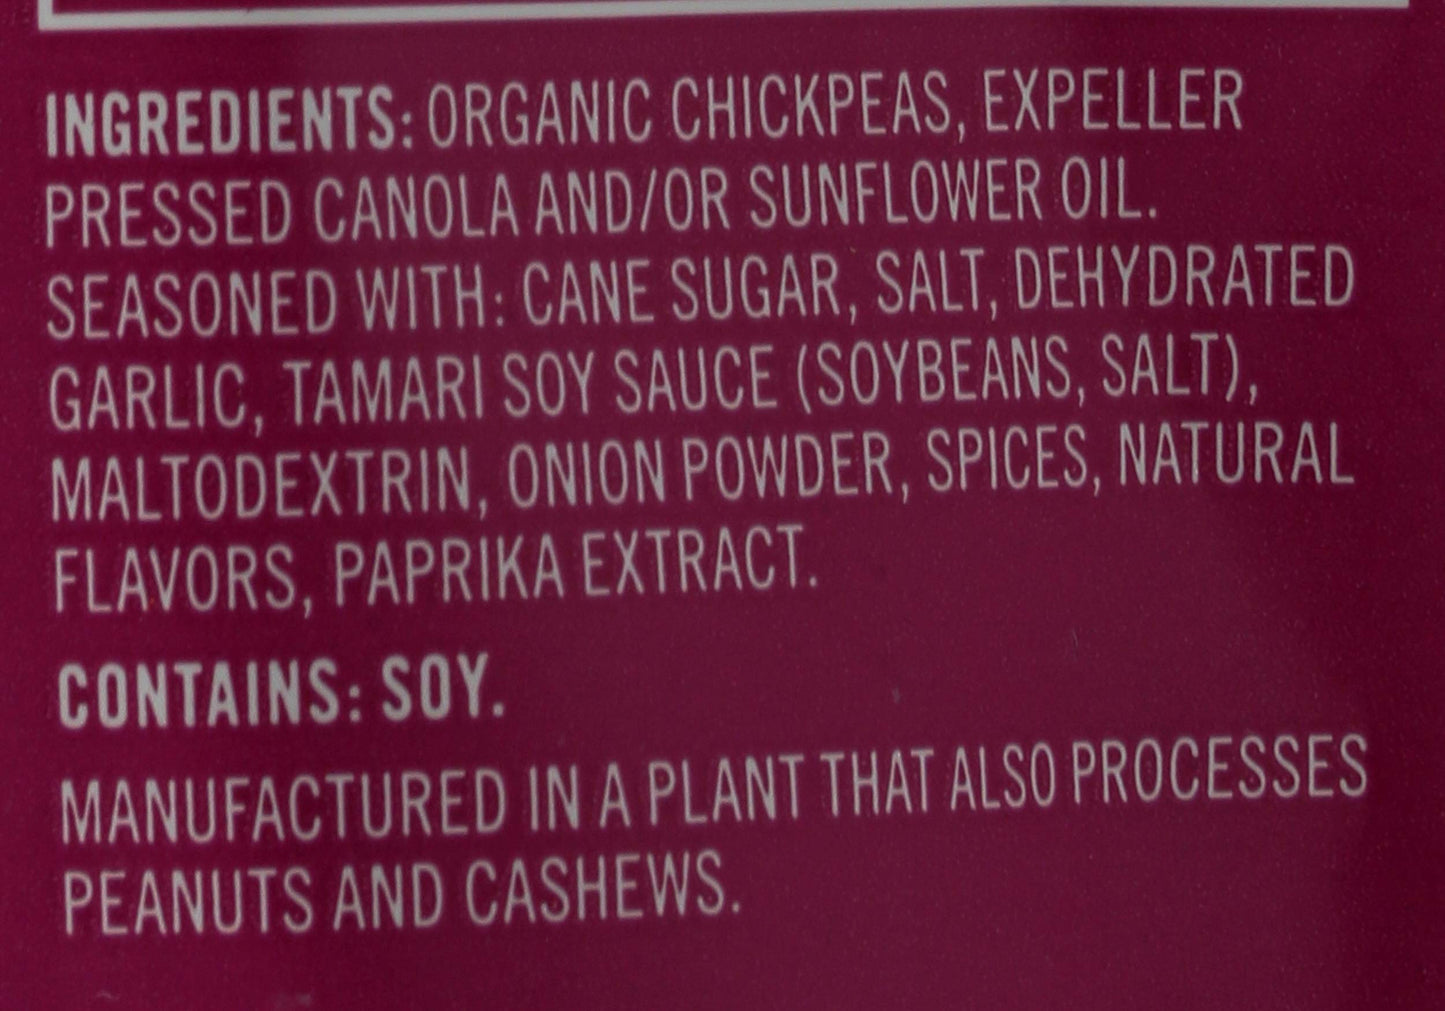 INGREDIENTS: ORGANIC CHICKPEAS, EXPELLER
PRESSED CANOLA AND/OR SUNFLOWER OIL.
SEASONED WITH: CANE SUGAR, SALT, DEHYDRATED
GARLIC, TAMARI SOY SAUCE (SOYBEANS, SALT),
MALTODEXTRIN, ONION POWDER, SPICES, NATURAL
FLAVORS, PAPRIKA EXTRACT.
CONTAINS: SOY.
MANUFACTURED IN A PLANT THAT ALSO PROCESSES
PEANUTS AND CASHEWS.